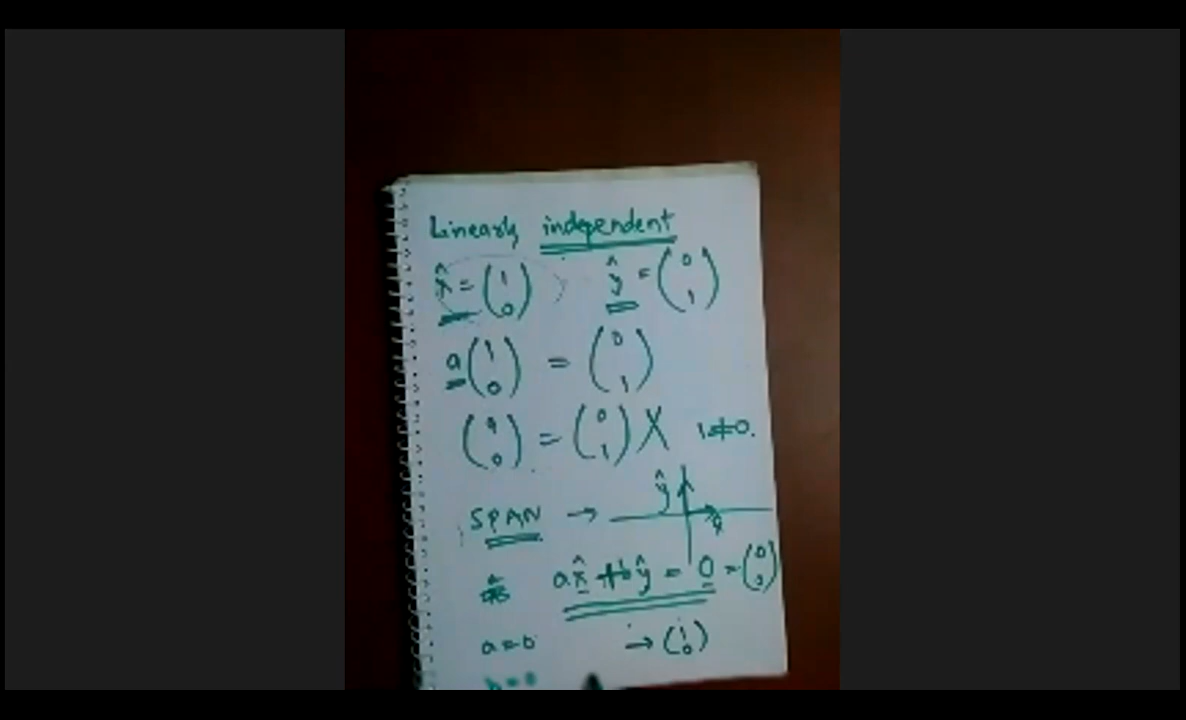 Linearly independent
x̂ = (1 0) ŷ = (0 1)
a (1 0) = (0 1)
(a 0) = (0 1) X 1≠0.
SPAN → ŷ
ax̂ + bŷ = 0 = (0 0)
a=0 → (1 0)
b=0